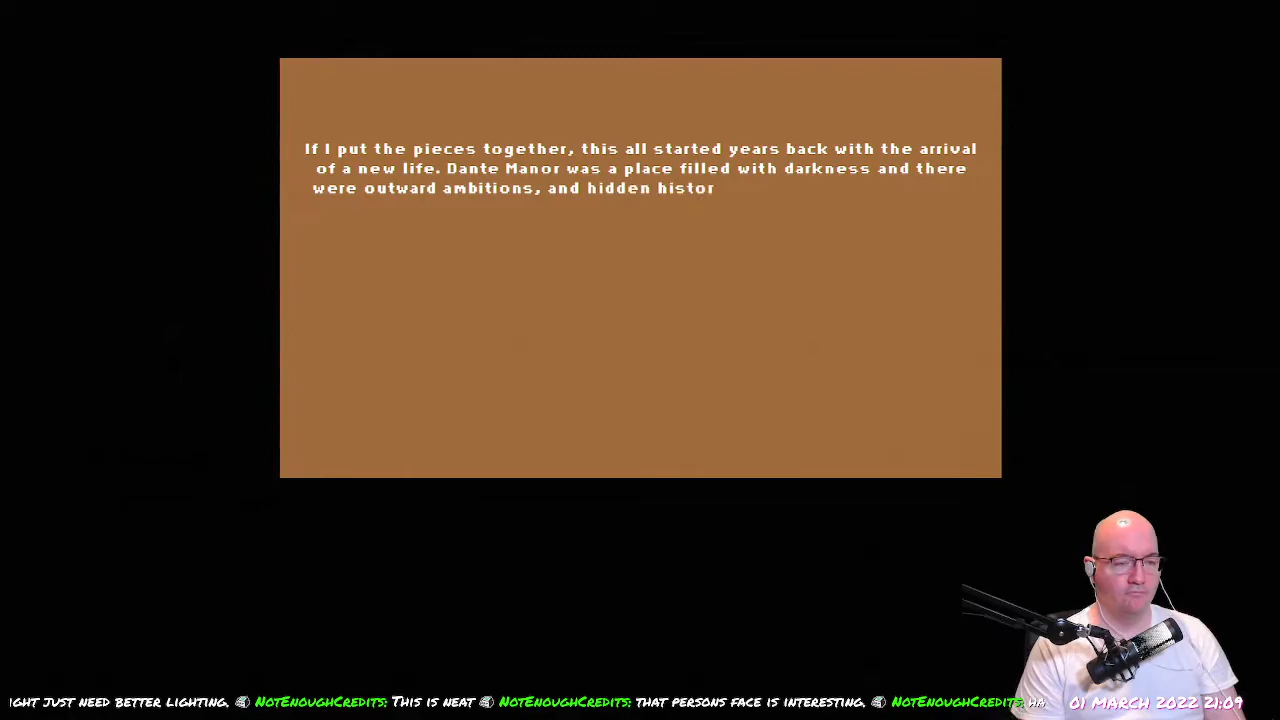 If I put the pieces together, this all started years back with the arrival
of a new life. Dante Manor was a place filled with darkness and there
were outward ambitions, and hidden histor
IGHT JUST NEED BETTER LIGHTING. NOTENOUGHCREDITS: THIS IS NEAT NOTENOUGHCREDITS: THAT PERSONS FACE IS INTERESTING. NOTENOUGHCREDITS: HA 01 MARCH 2022 21:09